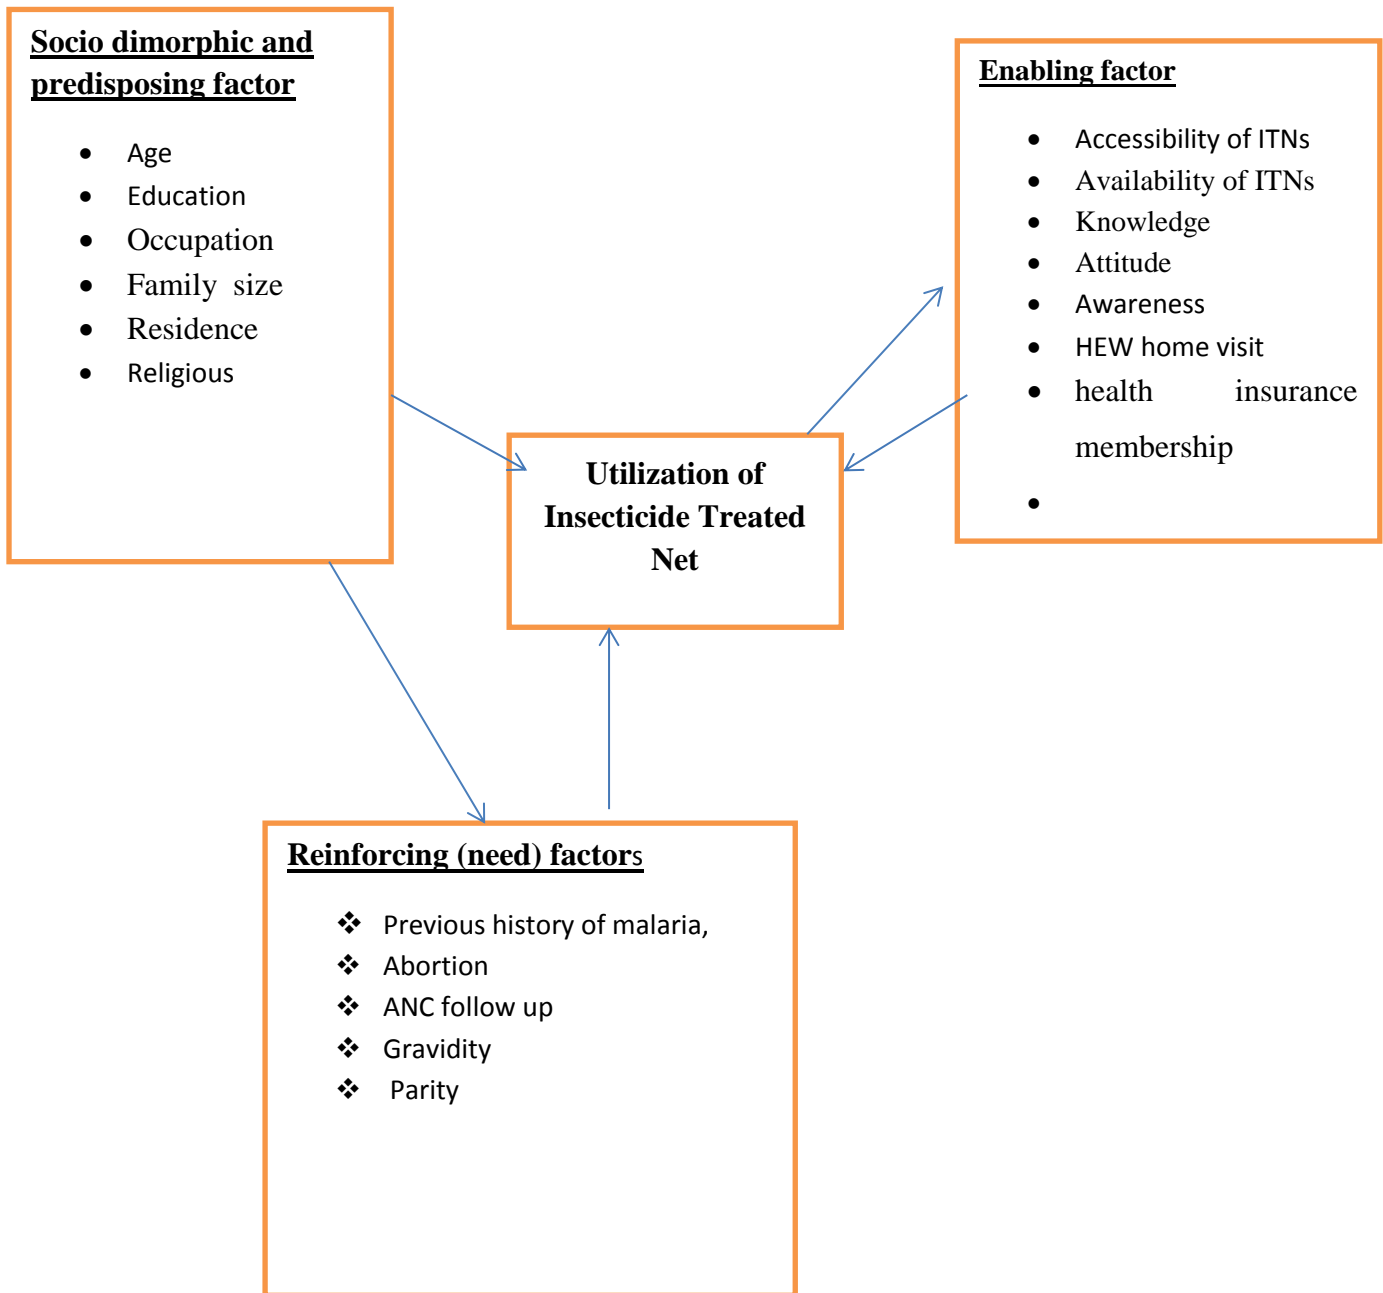 Socio dimorphic and
predisposing factor
• Age
• Education
• Occupation
• Family size
• Residence
• Religious
Enabling factor
• Accessibility of ITNs
• Availability of ITNs
• Knowledge
• Attitude
• Awareness
• HEW home visit
• health insurance
membership
•
Utilization of
Insecticide Treated
Net
Reinforcing (need) factors
❖ Previous history of malaria,
❖ Abortion
❖ ANC follow up
❖ Gravidity
❖ Parity